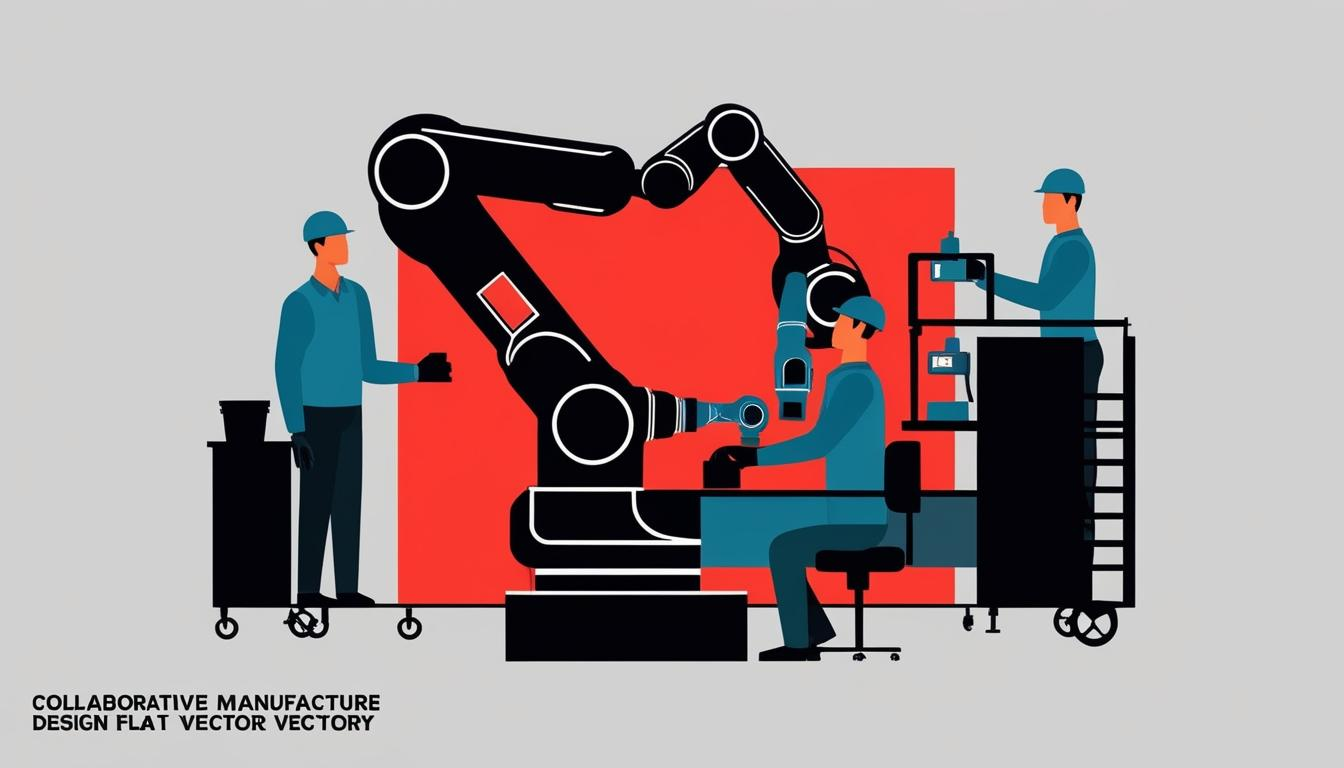 COLLABORATIVE MANUFACTURE
DESIGN FLAT VECTOR VECTORY